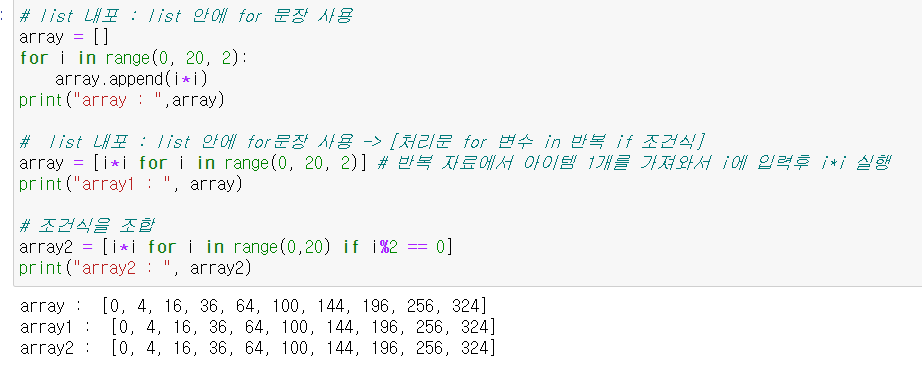 # list 내포 : list 안에 for 문장 사용
array = []
for i in range(0, 20, 2):
    array.append(i*i)
print("array : ",array)
#  list 내포 : list 안에 for문장 사용 -> [처리문 for 변수 in 반복 if 조건식]
array = [i*i for i in range(0, 20, 2)] # 반복 자료에서 아이템 1개를 가져와서 i에 입력후 i*i 실행
print("array1 : ", array)
# 조건식을 조합
array2 = [i*i for i in range(0,20) if i%2 == 0]
print("array2 : ", array2)
array :  [0, 4, 16, 36, 64, 100, 144, 196, 256, 324]
array1 :  [0, 4, 16, 36, 64, 100, 144, 196, 256, 324]
array2 :  [0, 4, 16, 36, 64, 100, 144, 196, 256, 324]